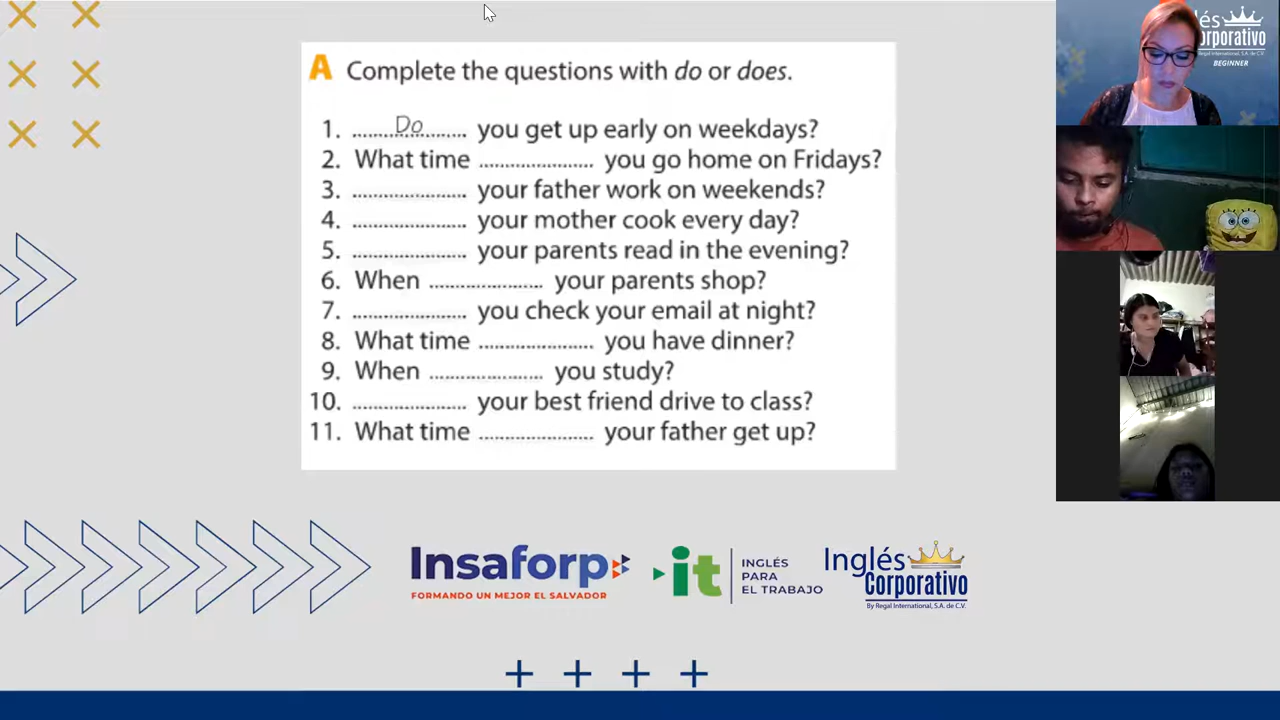 A Complete the questions with do or does.
1. ........Do........ you get up early on weekdays?
2. What time ...................... you go home on Fridays?
3. ...................... your father work on weekends?
4. ...................... your mother cook every day?
5. ...................... your parents read in the evening?
6. When ...................... your parents shop?
7. ...................... you check your email at night?
8. What time ...................... you have dinner?
9. When ...................... you study?
10. ...................... your best friend drive to class?
11. What time ...................... your father get up?
Insaforp
FORMANDO UN MEJOR EL SALVADOR
it
INGLÉS
PARA
EL TRABAJO
Inglés
Corporativo
By Regal International, S.A. de C.V.
BEGINNER